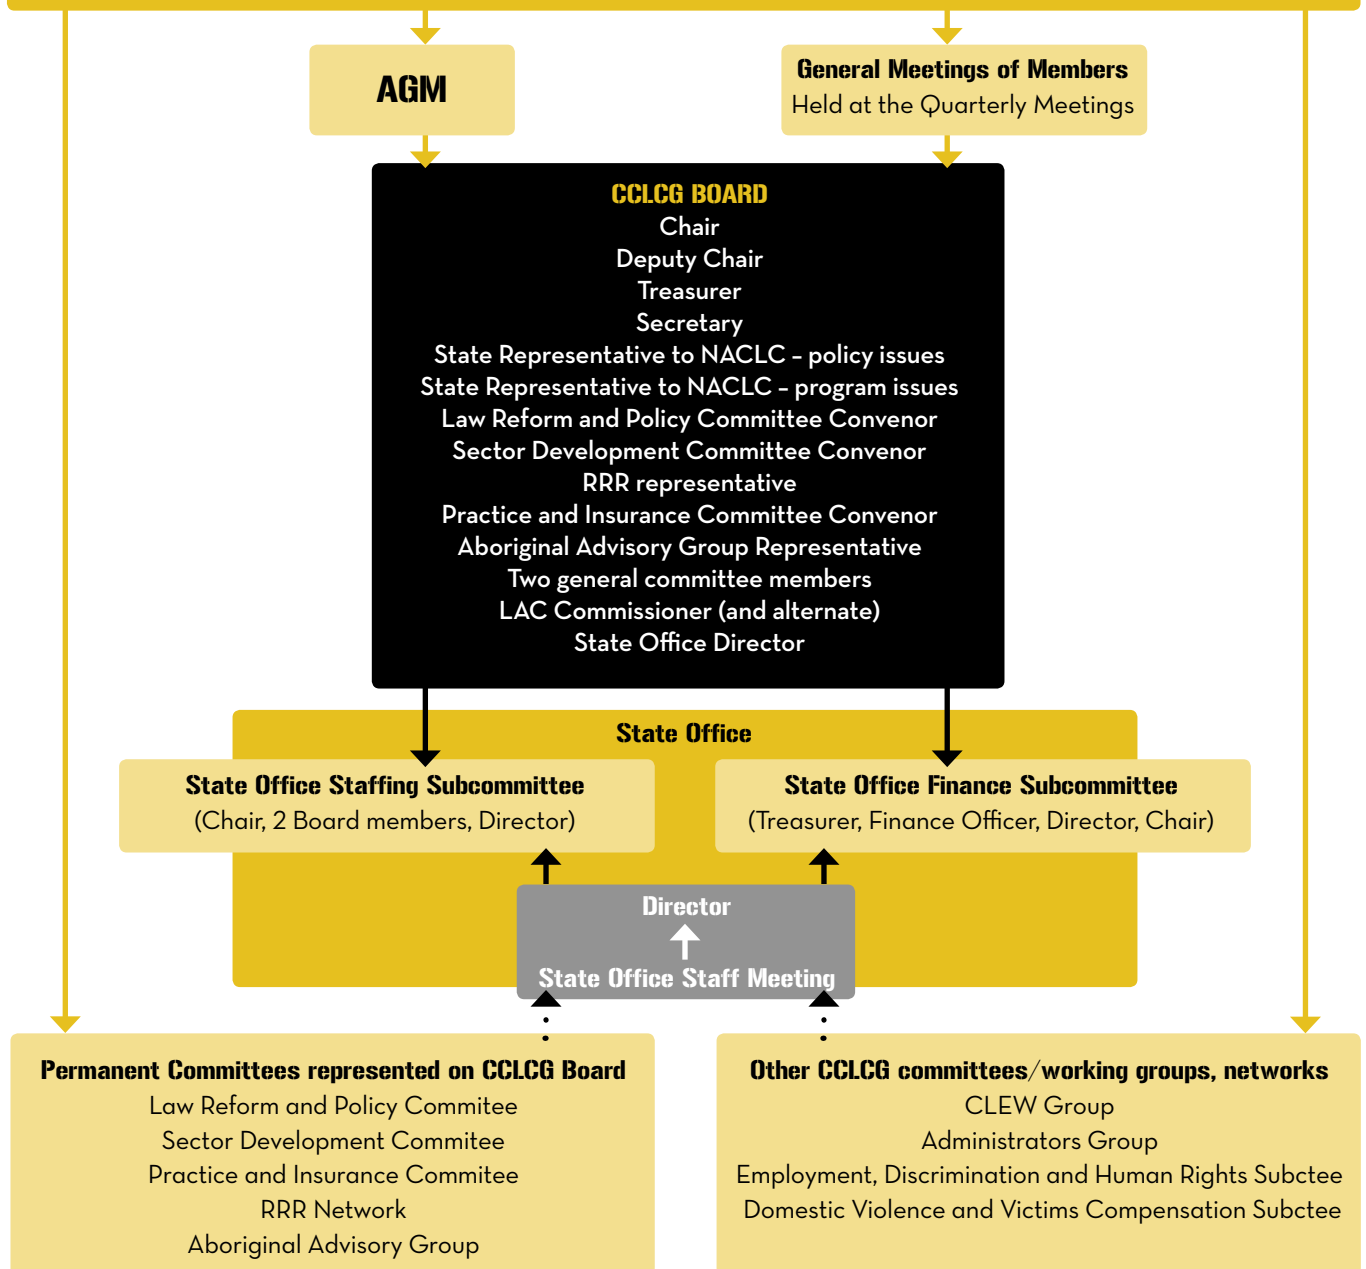 AGM
General Meetings of Members
Held at the Quarterly Meetings
CCLCG BOARD
Chair
Deputy Chair
Treasurer
Secretary
State Representative to NACLC – policy issues
State Representative to NACLC – program issues
Law Reform and Policy Committee Convenor
Sector Development Committee Convenor
RRR representative
Practice and Insurance Committee Convenor
Aboriginal Advisory Group Representative
Two general committee members
LAC Commissioner (and alternate)
State Office Director
State Office
State Office Staffing Subcommittee
(Chair, 2 Board members, Director)
State Office Finance Subcommittee
(Treasurer, Finance Officer, Director, Chair)
Director
State Office Staff Meeting
Permanent Committees represented on CCLCG Board
Law Reform and Policy Commitee
Sector Development Commitee
Practice and Insurance Commitee
RRR Network
Aboriginal Advisory Group
Other CCLCG committees/working groups, networks
CLEW Group
Administrators Group
Employment, Discrimination and Human Rights Subctee
Domestic Violence and Victims Compensation Subctee